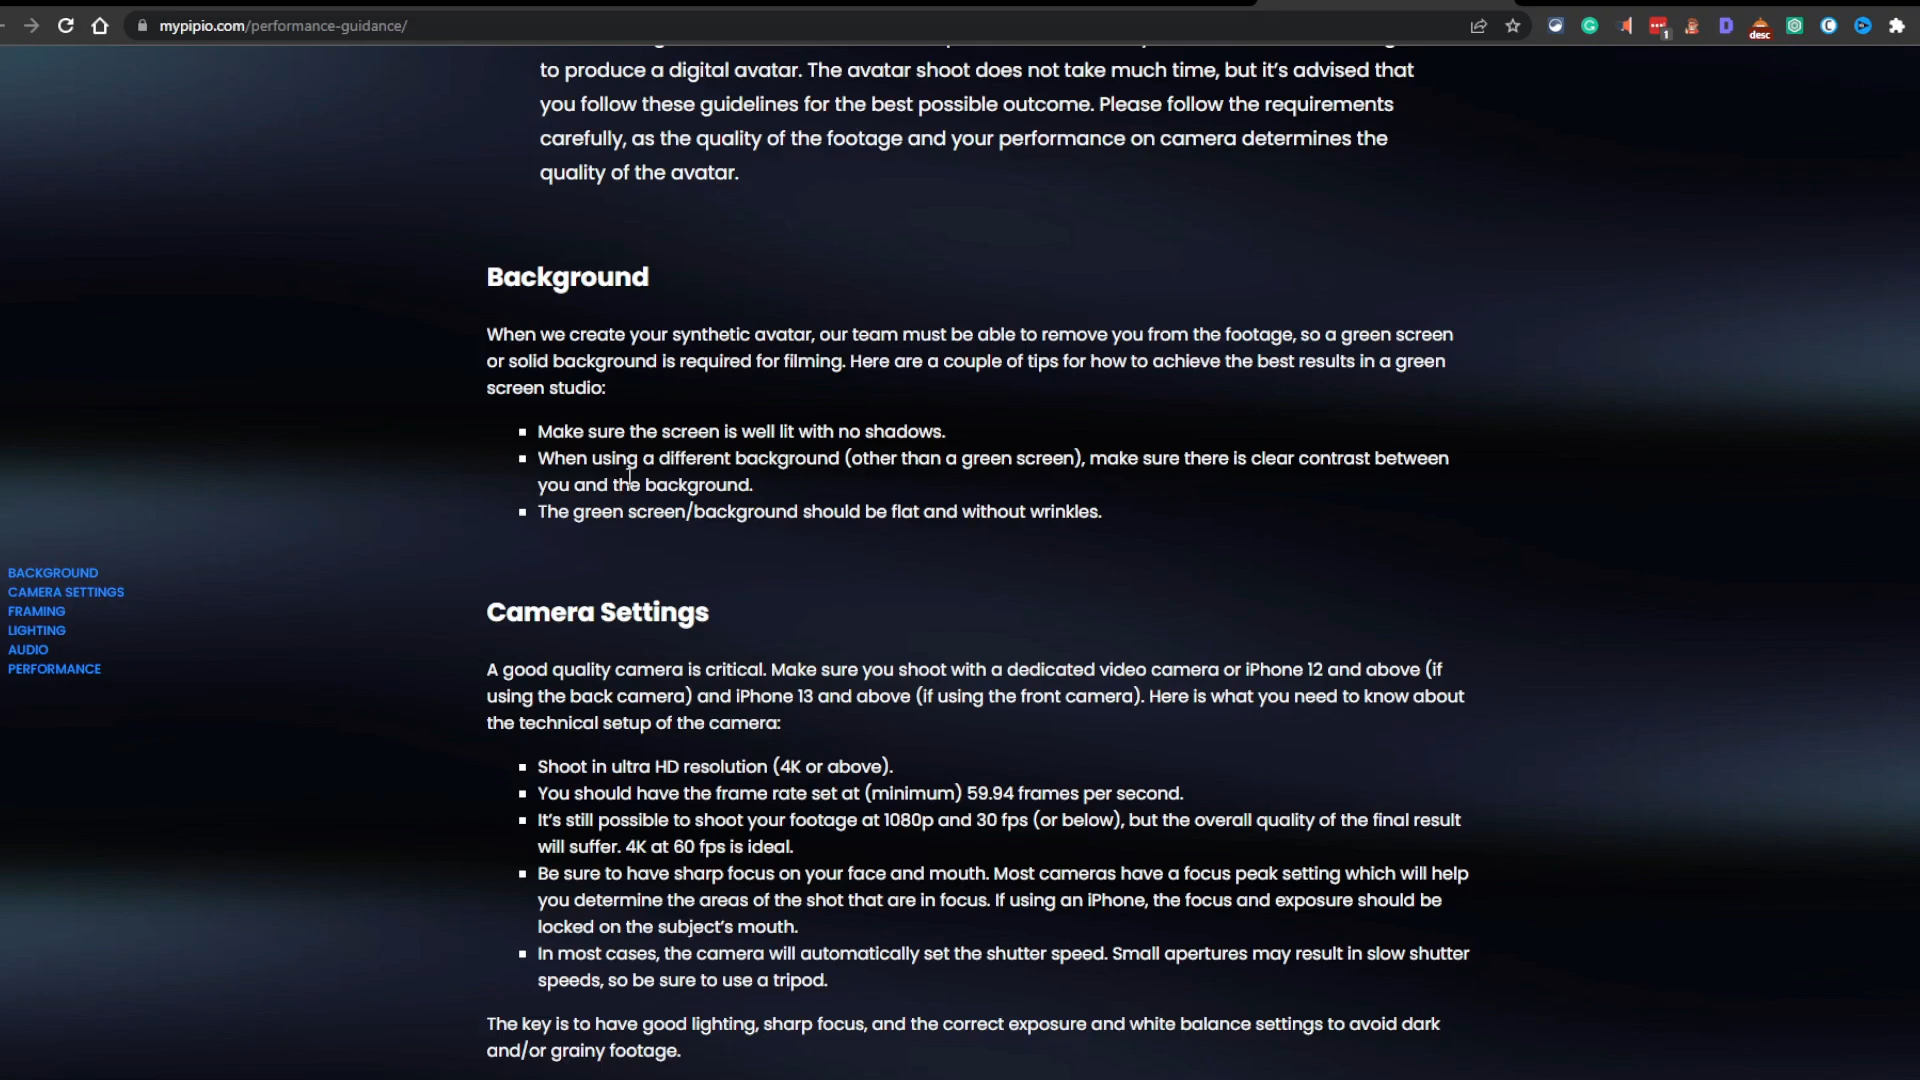 mypipio.com/performance-guidance/
1
desc
to produce a digital avatar. The avatar shoot does not take much time, but it's advised that
you follow these guidelines for the best possible outcome. Please follow the requirements
carefully, as the quality of the footage and your performance on camera determines the
quality of the avatar.
Background
When we create your synthetic avatar, our team must be able to remove you from the footage, so a green screen
or solid background is required for filming. Here are a couple of tips for how to achieve the best results in a green
screen studio:
▪ Make sure the screen is well lit with no shadows.
▪ When using a different background (other than a green screen), make sure there is clear contrast between
you and the background.
▪ The green screen/background should be flat and without wrinkles.
BACKGROUND
CAMERA SETTINGS
FRAMING
LIGHTING
AUDIO
PERFORMANCE
Camera Settings
A good quality camera is critical. Make sure you shoot with a dedicated video camera or iPhone 12 and above (if
using the back camera) and iPhone 13 and above (if using the front camera). Here is what you need to know about
the technical setup of the camera:
▪ Shoot in ultra HD resolution (4K or above).
▪ You should have the frame rate set at (minimum) 59.94 frames per second.
▪ It's still possible to shoot your footage at 1080p and 30 fps (or below), but the overall quality of the final result
will suffer. 4K at 60 fps is ideal.
▪ Be sure to have sharp focus on your face and mouth. Most cameras have a focus peak setting which will help
you determine the areas of the shot that are in focus. If using an iPhone, the focus and exposure should be
locked on the subject's mouth.
▪ In most cases, the camera will automatically set the shutter speed. Small apertures may result in slow shutter
speeds, so be sure to use a tripod.
The key is to have good lighting, sharp focus, and the correct exposure and white balance settings to avoid dark
and/or grainy footage.